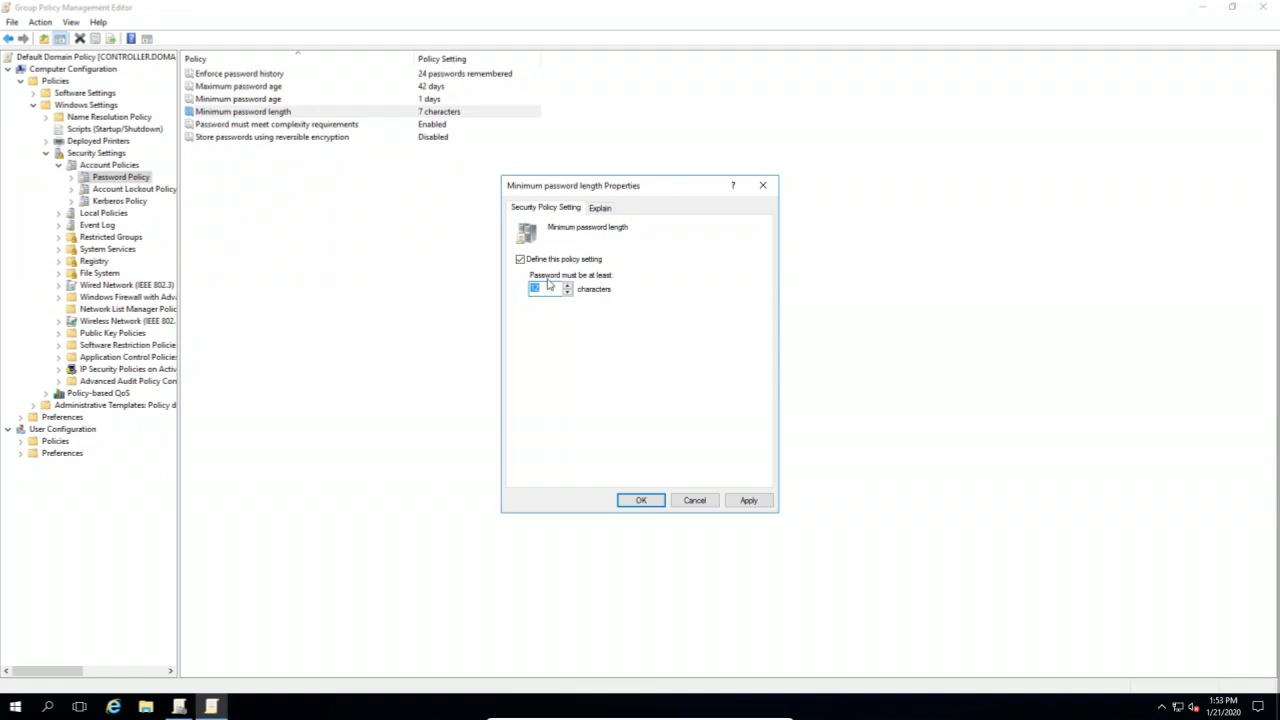 Group Policy Management Editor
File Action View Help
Default Domain Policy [CONTROLLER.DOMA
Computer Configuration
Policies
Software Settings
Windows Settings
Name Resolution Policy
Scripts (Startup/Shutdown)
Deployed Printers
Security Settings
Account Policies
Password Policy
Account Lockout Policy
Kerberos Policy
Local Policies
Event Log
Restricted Groups
System Services
Registry
File System
Wired Network (IEEE 802.3)
Windows Firewall with Adva
Network List Manager Polic
Wireless Network (IEEE 802.
Public Key Policies
Software Restriction Policie
Application Control Policies
IP Security Policies on Activ
Advanced Audit Policy Con
Policy-based QoS
Administrative Templates: Policy d
Preferences
User Configuration
Policies
Preferences
Policy Policy Setting
Enforce password history 24 passwords remembered
Maximum password age 42 days
Minimum password age 1 days
Minimum password length 7 characters
Password must meet complexity requirements Enabled
Store passwords using reversible encryption Disabled
Minimum password length Properties
Security Policy Setting Explain
Minimum password length
Define this policy setting
Password must be at least:
12 characters
OK Cancel Apply
1:53 PM
1/21/2020